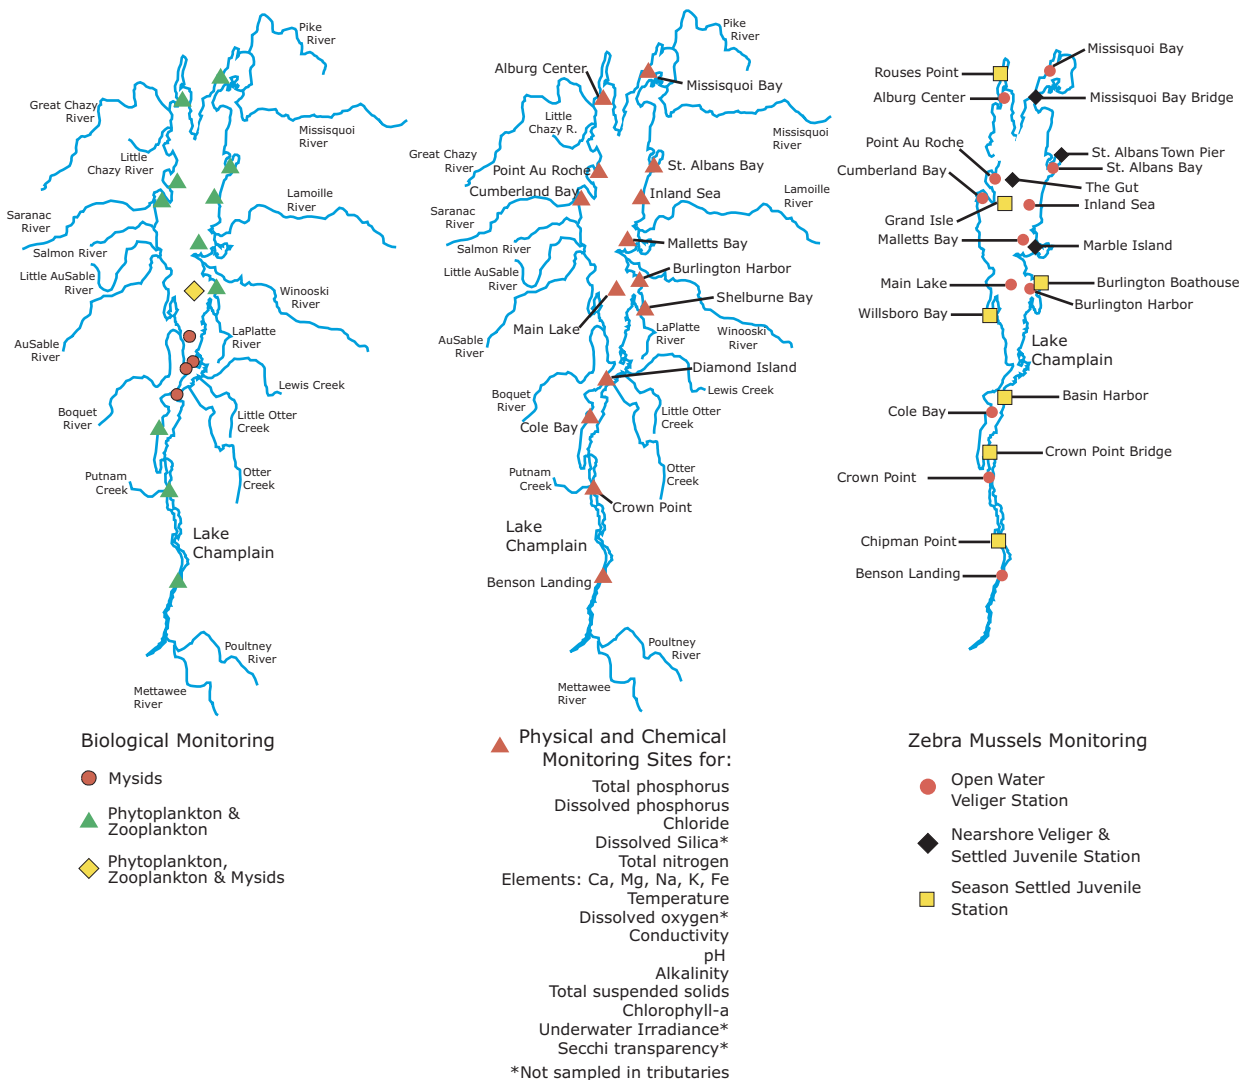 Pike
River
Great Chazy
River
Missisquoi
River
Little
Chazy River
Lamoille
River
Saranac
River
Salmon River
Little AuSable
River
Winooski
River
AuSable
River
LaPlatte
River
Lewis Creek
Boquet
River
Little Otter
Creek
Putnam
Creek
Otter
Creek
Lake
Champlain
Poultney
River
Mettawee
River
Biological Monitoring
Mysids
Phytoplankton &
Zooplankton
Phytoplankton,
Zooplankton & Mysids
Pike
River
Alburg Center
Missisquoi Bay
Little
Chazy R.
Missisquoi
River
Great Chazy
River
Point Au Roche
St. Albans Bay
Cumberland Bay
Inland Sea
Lamoille
River
Saranac
River
Salmon River
Malletts Bay
Little AuSable
River
Burlington Harbor
Shelburne Bay
Main Lake
AuSable
River
LaPlatte
River
Winooski
River
Diamond Island
Lewis Creek
Boquet
River
Little Otter
Creek
Cole Bay
Putnam
Creek
Otter
Creek
Crown Point
Lake
Champlain
Benson Landing
Poultney
River
Mettawee
River
Physical and Chemical
Monitoring Sites for:
Total phosphorus
Dissolved phosphorus
Chloride
Dissolved Silica*
Total nitrogen
Elements: Ca, Mg, Na, K, Fe
Temperature
Dissolved oxygen*
Conductivity
pH
Alkalinity
Total suspended solids
Chlorophyll-a
Underwater Irradiance*
Secchi transparency*
*Not sampled in tributaries
Missisquoi Bay
Rouses Point
Alburg Center
Missisquoi Bay Bridge
Point Au Roche
St. Albans Town Pier
Cumberland Bay
St. Albans Bay
The Gut
Grand Isle
Inland Sea
Malletts Bay
Marble Island
Main Lake
Burlington Boathouse
Burlington Harbor
Willsboro Bay
Lake
Champlain
Basin Harbor
Cole Bay
Crown Point Bridge
Crown Point
Chipman Point
Benson Landing
Zebra Mussels Monitoring
Open Water
Veliger Station
Nearshore Veliger &
Settled Juvenile Station
Season Settled Juvenile
Station